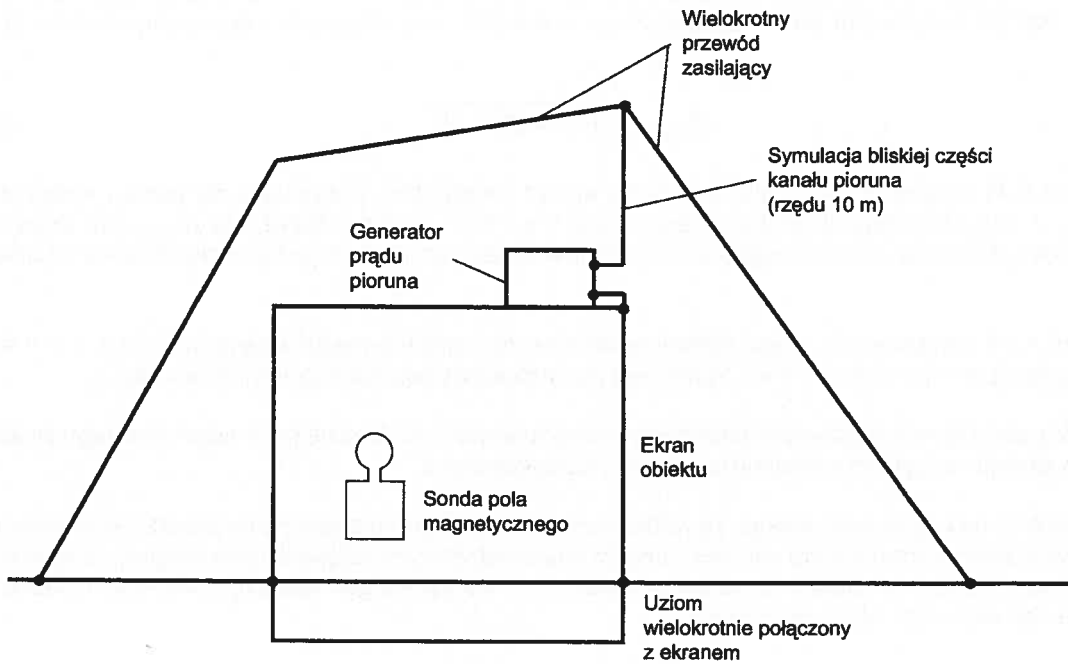 Wielokrotny
przewód
zasilający
Symulacja bliskiej części
kanału pioruna
(rzędu 10 m)
Generator
prądu
pioruna
Ekran
obiektu
Sonda pola
magnetycznego
Uziom
wielokrotnie połączony
z ekranem